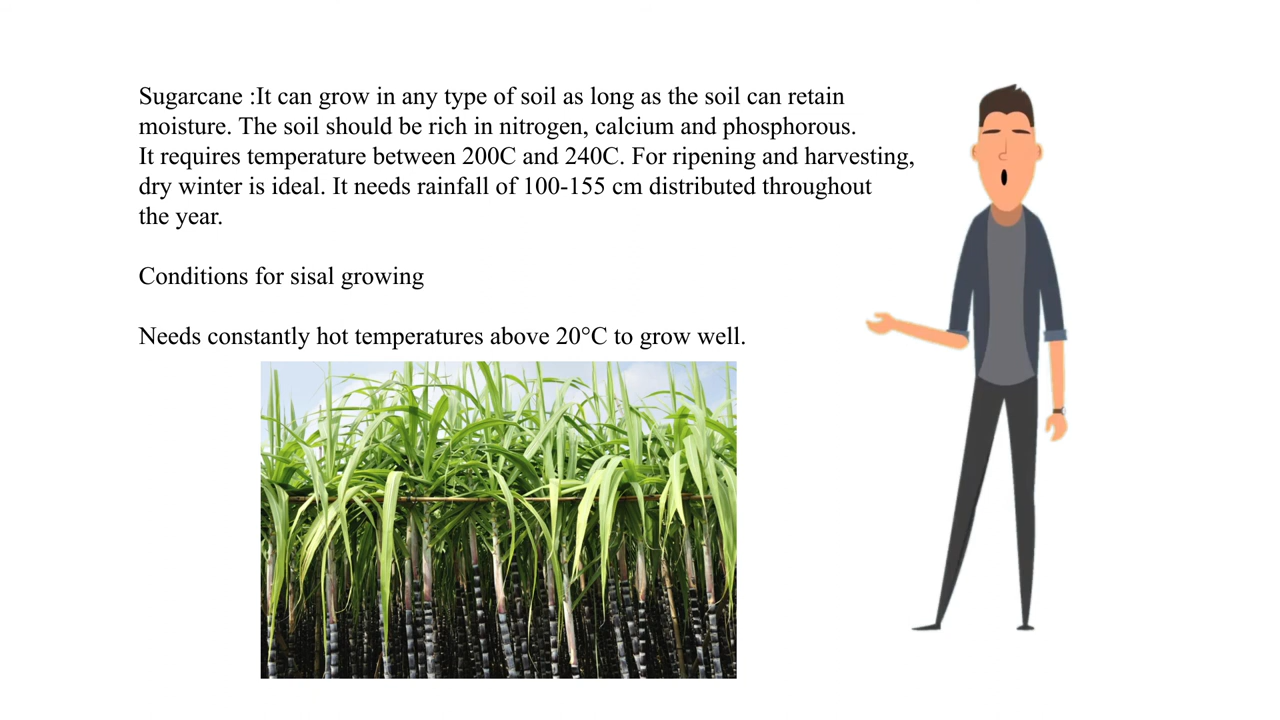 Sugarcane :It can grow in any type of soil as long as the soil can retain
moisture. The soil should be rich in nitrogen, calcium and phosphorous.
It requires temperature between 200C and 240C. For ripening and harvesting,
dry winter is ideal. It needs rainfall of 100-155 cm distributed throughout
the year.
Conditions for sisal growing
Needs constantly hot temperatures above 20°C to grow well.